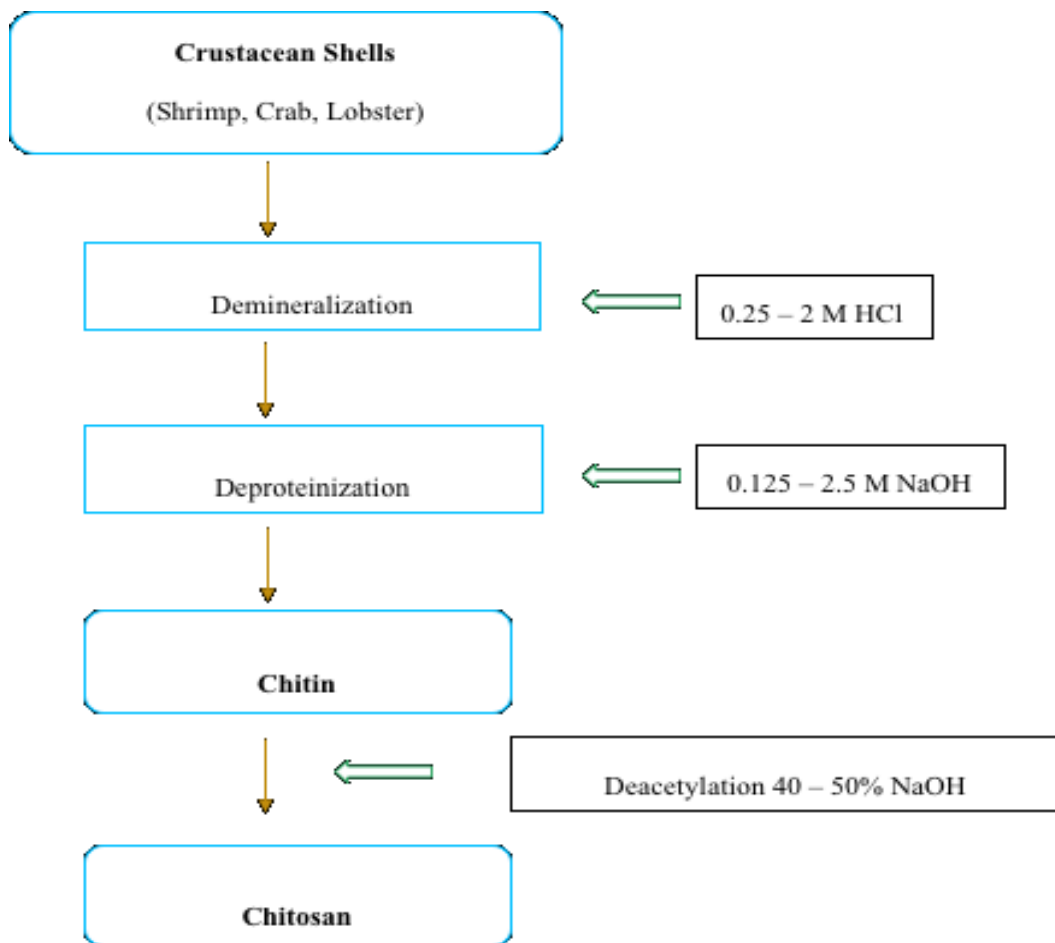 Crustacean Shells
(Shrimp, Crab, Lobster)
Demineralization
0.25 – 2 M HCl
Deproteinization
0.125 – 2.5 M NaOH
Chitin
Deacetylation 40 – 50% NaOH
Chitosan